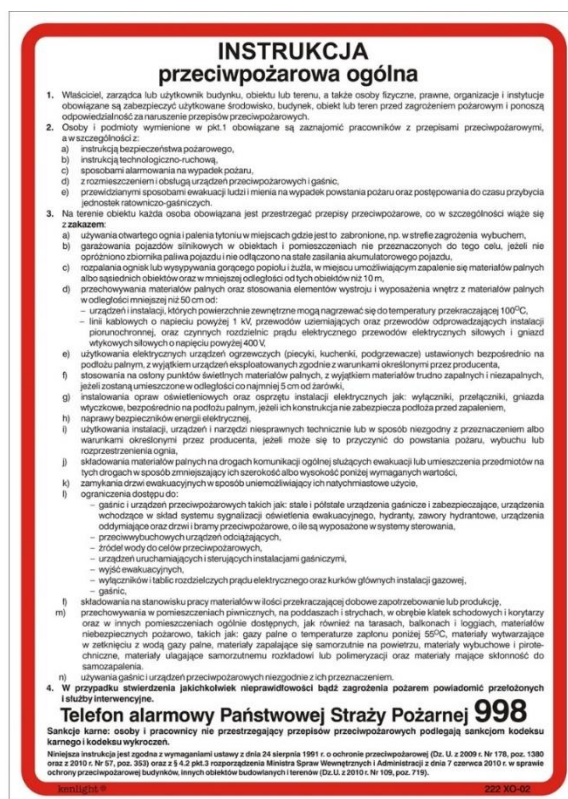 INSTRUKCJA
przeciwpożarowa ogólna
1. Właściciel, zarządca lub użytkownik budynku, obiektu lub terenu, a także osoby fizyczne, prawne, organizacje i instytucje
obowiązane są zabezpieczyć użytkowane środowisko, budynek, obiekt lub teren przed zagrożeniem pożarowym i ponoszą
odpowiedzialność za naruszenie przepisów przeciwpożarowych.
2. Osoby i podmioty wymienione w pkt.1 obowiązane są zaznajomić pracowników z przepisami przeciwpożarowymi,
a w szczególności z:
a) instrukcją bezpieczeństwa pożarowego,
b) instrukcją technologiczno-ruchową,
c) sposobami alarmowania na wypadek pożaru,
d) z rozmieszczeniem i obsługą urządzeń przeciwpożarowych i gaśnic,
e) przewidzianymi sposobami ewakuacji ludzi i mienia na wypadek powstania pożaru oraz postępowania do czasu przybycia
jednostek ratowniczo-gaśniczych.
3. Na terenie obiektu każda osoba obowiązana jest przestrzegać przepisy przeciwpożarowe, co w szczególności wiąże się
z zakazem:
a) używania otwartego ognia i palenia tytoniu w miejscach gdzie jest to zabronione, np. w strefie zagrożenia wybuchem,
b) garażowania pojazdów silnikowych w obiektach i pomieszczeniach nie przeznaczonych do tego celu, jeżeli nie
opróżniono zbiornika paliwa pojazdu i nie odłączono na stałe zasilania akumulatorowego pojazdu,
c) rozpalania ognisk lub wysypywania gorącego popiołu i żużla, w miejscu umożliwiającym zapalenie się materiałów palnych
albo sąsiednich obiektów oraz w mniejszej odległości od tych obiektów niż 10 m,
d) przechowywania materiałów palnych oraz stosowania elementów wystroju i wyposażenia wnętrz z materiałów palnych
w odległości mniejszej niż 50 cm od:
– urządzeń i instalacji, których powierzchnie zewnętrzne mogą nagrzewać się do temperatury przekraczającej 100°C,
– linii kablowych o napięciu powyżej 1 kV, przewodów uziemiających oraz przewodów odprowadzających instalacji
piorunochronnej, oraz czynnych rozdzielnic prądu elektrycznego przewodów elektrycznych siłowych i gniazd
wtykowych siłowych o napięciu powyżej 400 V,
e) użytkowania elektrycznych urządzeń ogrzewczych (piecyki, kuchenki, podgrzewacze) ustawionych bezpośrednio na
podłożu palnym, z wyjątkiem urządzeń eksploatowanych zgodnie z warunkami określonymi przez producenta,
f) stosowania na osłony punktów świetlnych materiałów palnych, z wyjątkiem materiałów trudno zapalnych i niezapalnych,
jeżeli zostaną umieszczone w odległości co najmniej 5 cm od żarówki,
g) instalowania opraw oświetleniowych oraz osprzętu instalacji elektrycznych jak: wyłączniki, przełączniki, gniazda
wtyczkowe, bezpośrednio na podłożu palnym, jeżeli ich konstrukcja nie zabezpiecza podłoża przed zapaleniem,
h) naprawy bezpieczników energii elektrycznej,
i) użytkowania instalacji, urządzeń i narzędzi niesprawnych technicznie lub w sposób niezgodny z przeznaczeniem albo
warunkami określonymi przez producenta, jeżeli może się to przyczynić do powstania pożaru, wybuchu lub
rozprzestrzenienia ognia,
j) składowania materiałów palnych na drogach komunikacji ogólnej służących ewakuacji lub umieszczenia przedmiotów na
tych drogach w sposób zmniejszający ich szerokość albo wysokość poniżej wymaganych wartości,
k) zamykania drzwi ewakuacyjnych w sposób uniemożliwiający ich natychmiastowe użycie,
l) ograniczenia dostępu do:
– gaśnic i urządzeń przeciwpożarowych takich jak: stałe i półstałe urządzenia gaśnicze i zabezpieczające, urządzenia
wchodzące w skład systemu sygnalizacji oświetlenia ewakuacyjnego, hydranty, zawory hydrantowe, urządzenia
oddymiające oraz drzwi i bramy przeciwpożarowe, o ile są wyposażone w systemy sterowania,
– przeciwwybuchowych urządzeń odciążających,
– źródeł wody do celów przeciwpożarowych,
– urządzeń uruchamiających i sterujących instalacjami gaśniczymi,
– wyjść ewakuacyjnych,
– wyłączników i tablic rozdzielczych prądu elektrycznego oraz kurków głównych instalacji gazowej,
– gaśnic,
ł) składowania na stanowisku pracy materiałów w ilości przekraczającej dobowe zapotrzebowanie lub produkcję,
m) przechowywania w pomieszczeniach piwnicznych, na poddaszach i strychach, w obrębie klatek schodowych i korytarzy
oraz w innych pomieszczeniach ogólnie dostępnych, jak również na tarasach, balkonach i loggiach, materiałów
niebezpiecznych pożarowo, takich jak: gazy palne o temperaturze zapłonu poniżej 55°C, materiały wytwarzające
w zetknięciu z wodą gazy palne, materiały zapalające się samorzutnie na powietrzu, materiały wybuchowe i pirote-
chniczne, materiały ulagające samorzutnemu rozkładowi lub polimeryzacji oraz materiały mające skłonność do
samozapalenia.
n) używania gaśnic i urządzeń przeciwpożarowych niezgodnie z ich przeznaczeniem.
4. W przypadku stwierdzenia jakichkolwiek nieprawidłowości bądź zagrożenia pożarem powiadomić przełożonych
i służby interwencyjne.
Telefon alarmowy Państwowej Straży Pożarnej 998
Sankcje karne: osoby i pracownicy nie przestrzegający przepisów przeciwpożarowych podlegają sankcjom kodeksu
karnego i kodeksu wykroczeń.
Niniejsza instrukcja jest zgodna z wymaganiami ustawy z dnia 24 sierpnia 1991 r. o ochronie przeciwpożarowej (Dz. U. z 2009 r. Nr 178, poz. 1380
oraz z 2010 r. Nr 57, poz. 353) oraz z § 4.2 pkt.3 rozporządzenia Ministra Spraw Wewnętrznych i Administracji z dnia 7 czerwca 2010 r. w sprawie
ochrony przeciwpożarowej budynków, innych obiektów budowlanych i terenów (Dz.U. z 2010 r. Nr 109, poz. 719).
kenlight®
222 XO-02